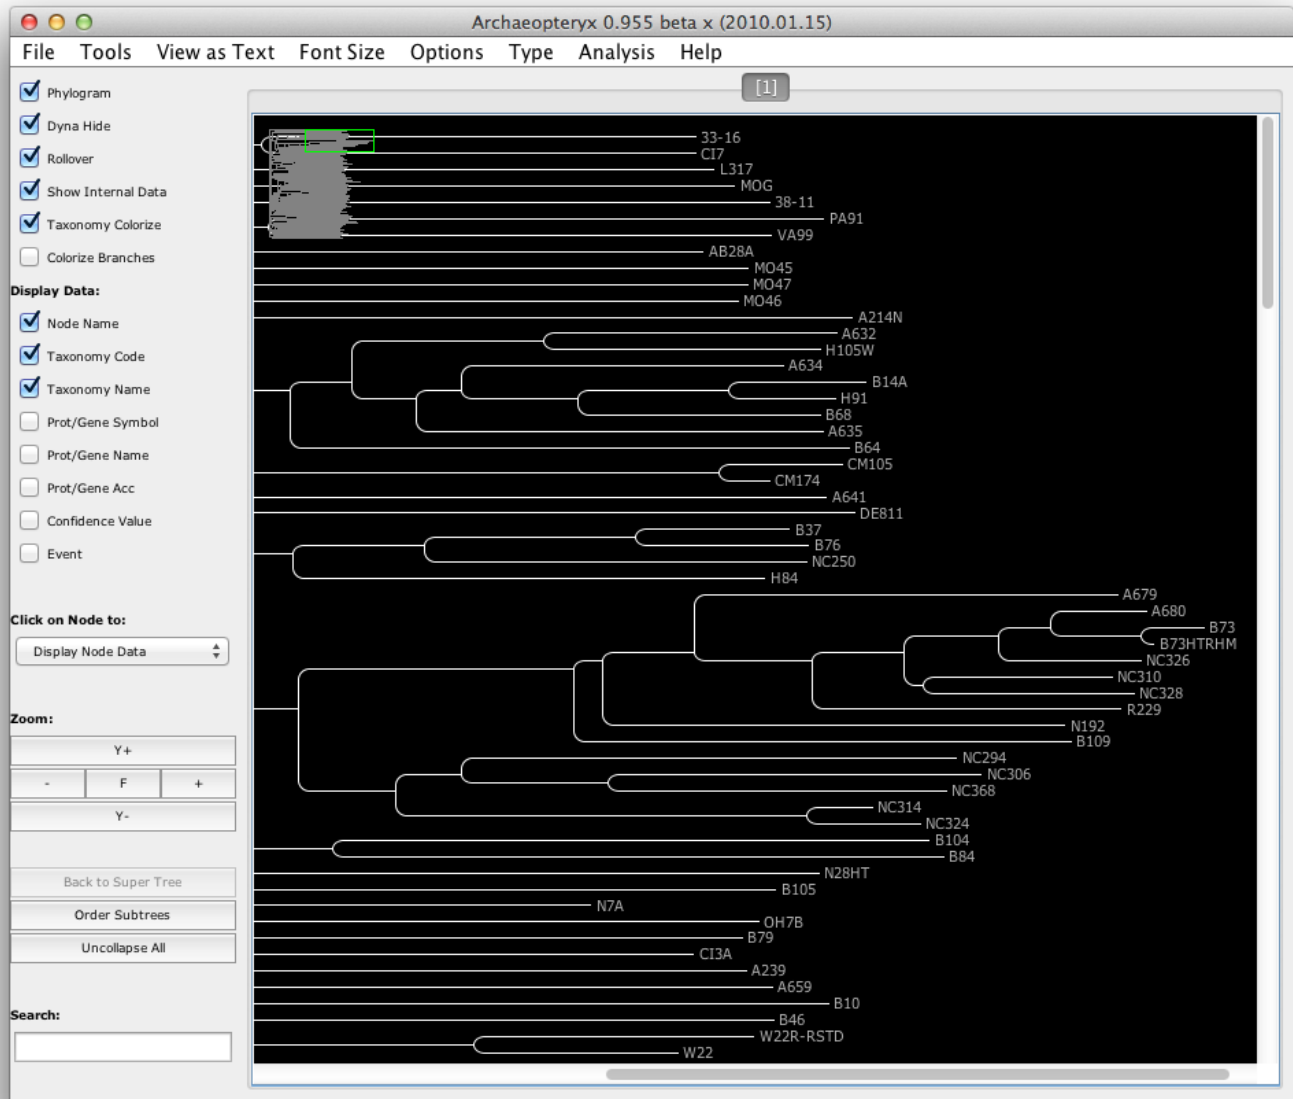 Archaeopteryx 0.955 beta x (2010.01.15)
File Tools View as Text Font Size Options Type Analysis Help
Phylogram
Dyna Hide
Rollover
Show Internal Data
Taxonomy Colorize
Colorize Branches
Display Data:
Node Name
Taxonomy Code
Taxonomy Name
Prot/Gene Symbol
Prot/Gene Name
Prot/Gene Acc
Confidence Value
Event
Click on Node to:
Display Node Data
Zoom:
Y+
- F +
Y-
Back to Super Tree
Order Subtrees
Uncollapse All
Search:
[1]
33-16
CI7
L317
MOG
38-11
PA91
VA99
AB28A
MO45
MO47
MO46
A214N
A632
H105W
A634
B14A
H91
B68
A635
B64
CM105
CM174
A641
DE811
B37
B76
NC250
H84
A679
A680
B73
B73HTRHM
NC326
NC310
NC328
R229
N192
B109
NC294
NC306
NC368
NC314
NC324
B104
B84
N28HT
B105
N7A
OH7B
B79
CI3A
A239
A659
B10
B46
W22R-RSTD
W22